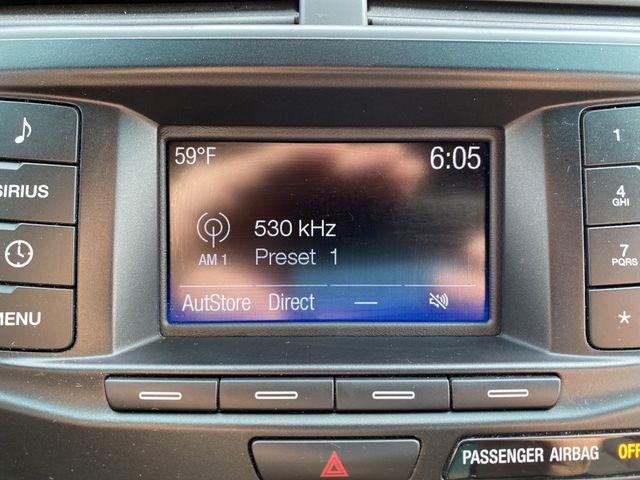 59°F 6:05
530 kHz
AM 1 Preset 1
AutStore Direct —
SIRIUS
MENU
1
4
GHI
7
PQRS
*
PASSENGER AIRBAG OFF